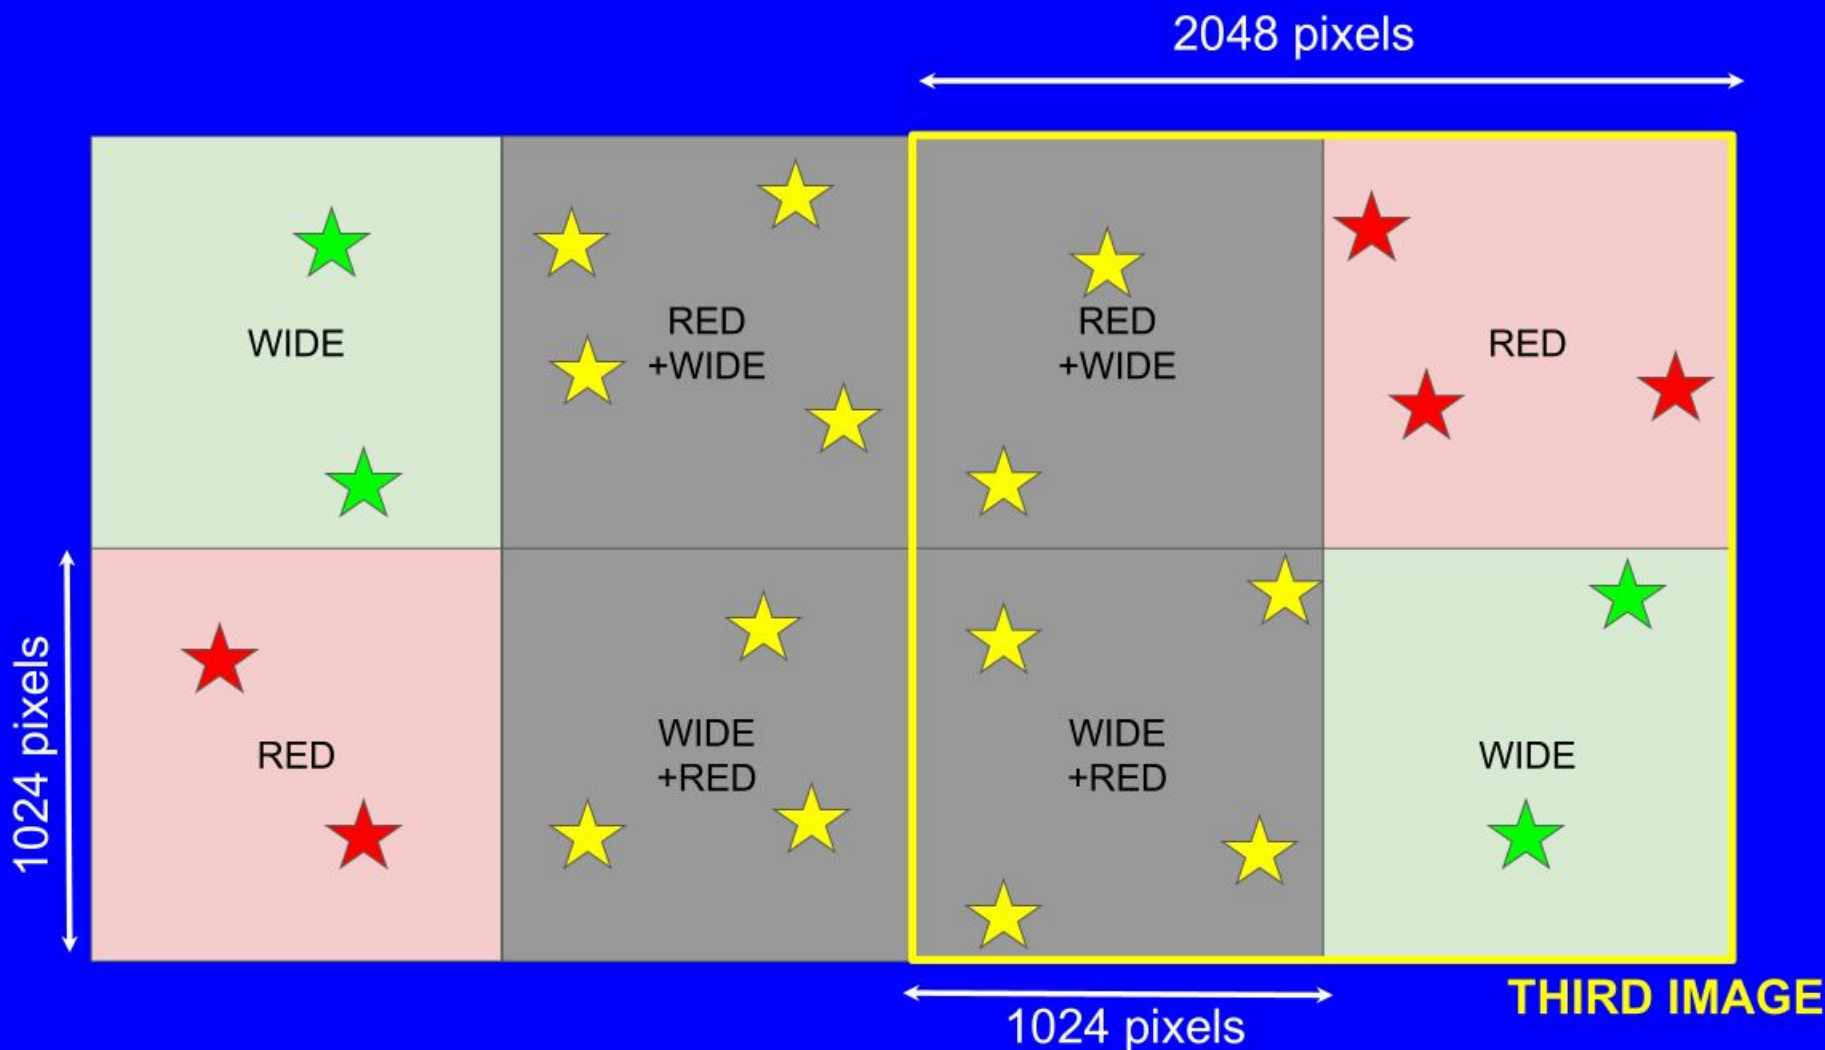 2048 pixels
WIDE
RED
+WIDE
RED
+WIDE
RED
1024 pixels
RED
WIDE
+RED
WIDE
+RED
WIDE
THIRD IMAGE
1024 pixels